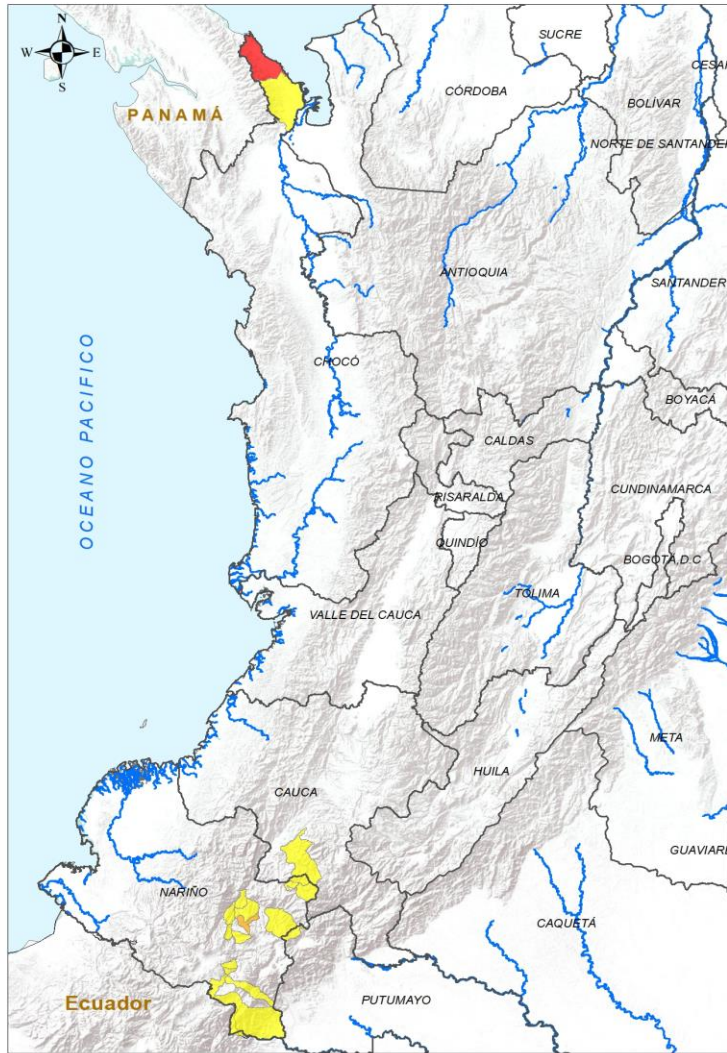 N
W E
S
SUCRE
CESAR
CÓRDOBA
BOLÍVAR
PANAMÁ
NORTE DE SANTANDER
ANTIOQUIA
SANTANDER
OCEANO PACIFICO
CHOCÓ
BOYACÁ
CALDAS
CUNDINAMARCA
RISARALDA
QUINDÍO
BOGOTÁ,D.C
TOLIMA
VALLE DEL CAUCA
META
HUILA
CAUCA
GUAVIARE
NARIÑO
CAQUETÁ
Ecuador
PUTUMAYO